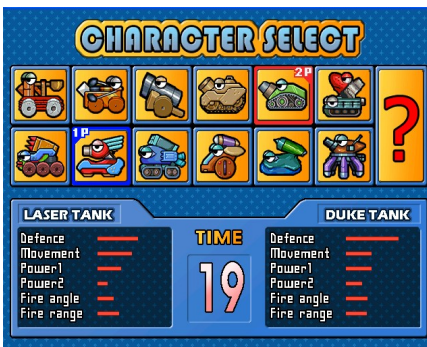 CHARACTER SELECT
2P
1P
?
LASER TANK
TIME
DUKE TANK
Defence
Movement
Power1
Power2
Fire angle
Fire range
19
Defence
Movement
Power1
Power2
Fire angle
Fire range